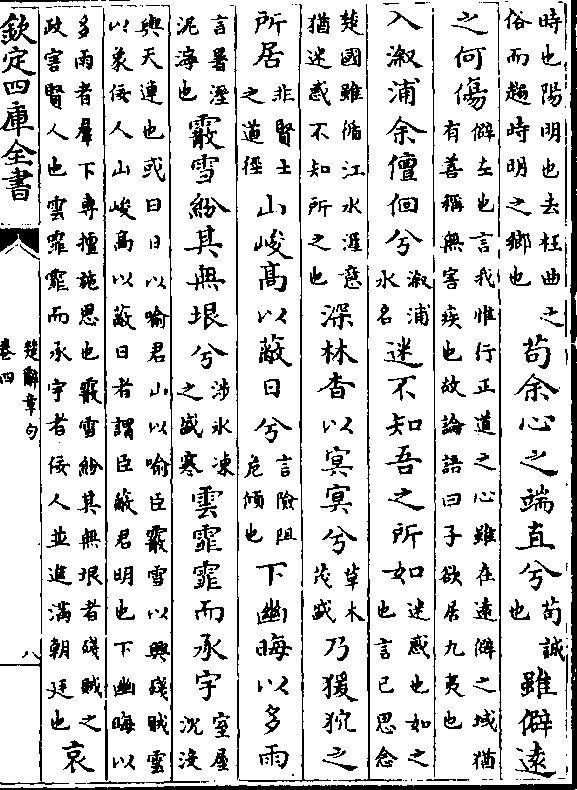 時也陽明也去枉曲之俗而趨時明之鄉也苟余心之端直兮苟誠也雖僻遠
之何傷僻左也言我惟行正道之心雖在遠僻之域猶有善稱無害疾也故論語曰子欲居九夷也
入溆浦余儃佪兮溆浦水名迷不知吾之所如迷惑也如之也言己思念
楚國雖循江水涯意猶迷惑不知所之也深林杳以冥冥兮草木茂盛乃猨狖之
所居非賢士之道徑山峻髙以蔽日兮言險阻危傾也下幽晦以多雨
言暑溼泥濘也霰雪紛其無垠兮涉氷凍之盛寒雲霏霏而承宇室屋沈没
與天連也或曰日以喻君山以喻臣霰雪以興殘賊雲以象佞人山峻髙以蔽日者謂臣蔽君明也下幽晦以
多雨者羣下專擅施恩也霰雪紛其無垠者殘賊之政害賢人也雲霏霏而承宇者佞人並進滿朝廷也哀
欽定四庫全書
楚辭章句
卷四
八